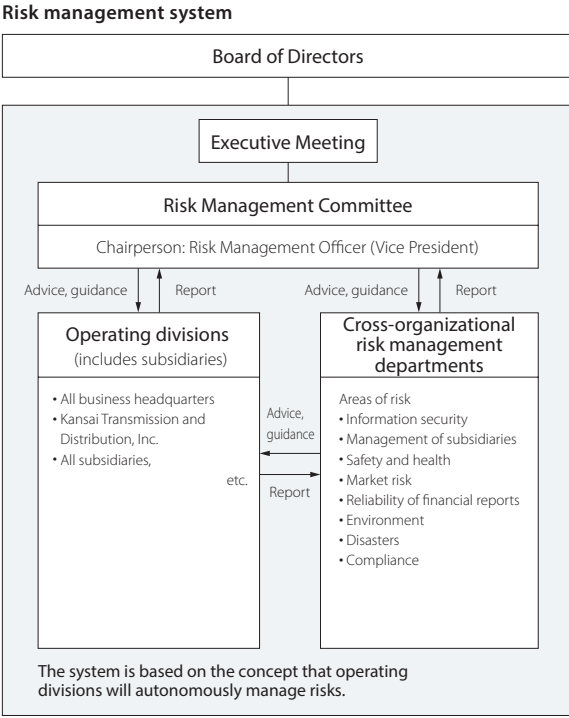 Risk management system
Board of Directors
Executive Meeting
Risk Management Committee
Chairperson: Risk Management Officer (Vice President)
Advice, guidance
Report
Advice, guidance
Report
Operating divisions
(includes subsidiaries)
• All business headquarters
• Kansai Transmission and
Distribution, Inc.
• All subsidiaries,
etc.
Advice,
guidance
Report
Cross-organizational
risk management
departments
Areas of risk
• Information security
• Management of subsidiaries
• Safety and health
• Market risk
• Reliability of financial reports
• Environment
• Disasters
• Compliance
The system is based on the concept that operating
divisions will autonomously manage risks.